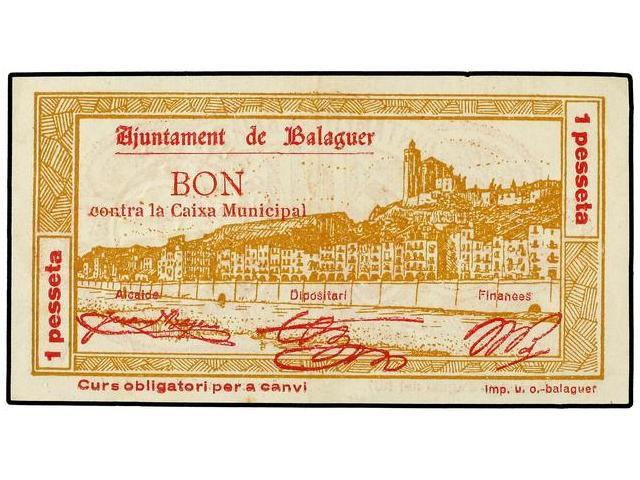 Ajuntament de Balaguer
BON
contra la Caixa Municipal
1 pesseta
1 pesseta
Alcalde Dipositari Finances
Curs obligatori per a canvi
Imp. u. o.-balaguer